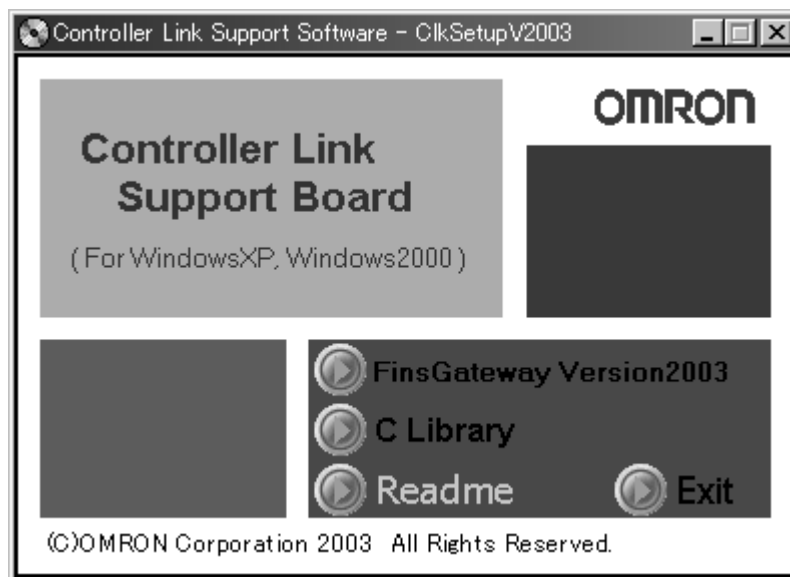 Controller Link Support Software - ClkSetupV2003
OMRON
Controller Link
Support Board
( For WindowsXP, Windows2000 )
FinsGateway Version2003
C Library
Readme
Exit
(C)OMRON Corporation 2003 All Rights Reserved.